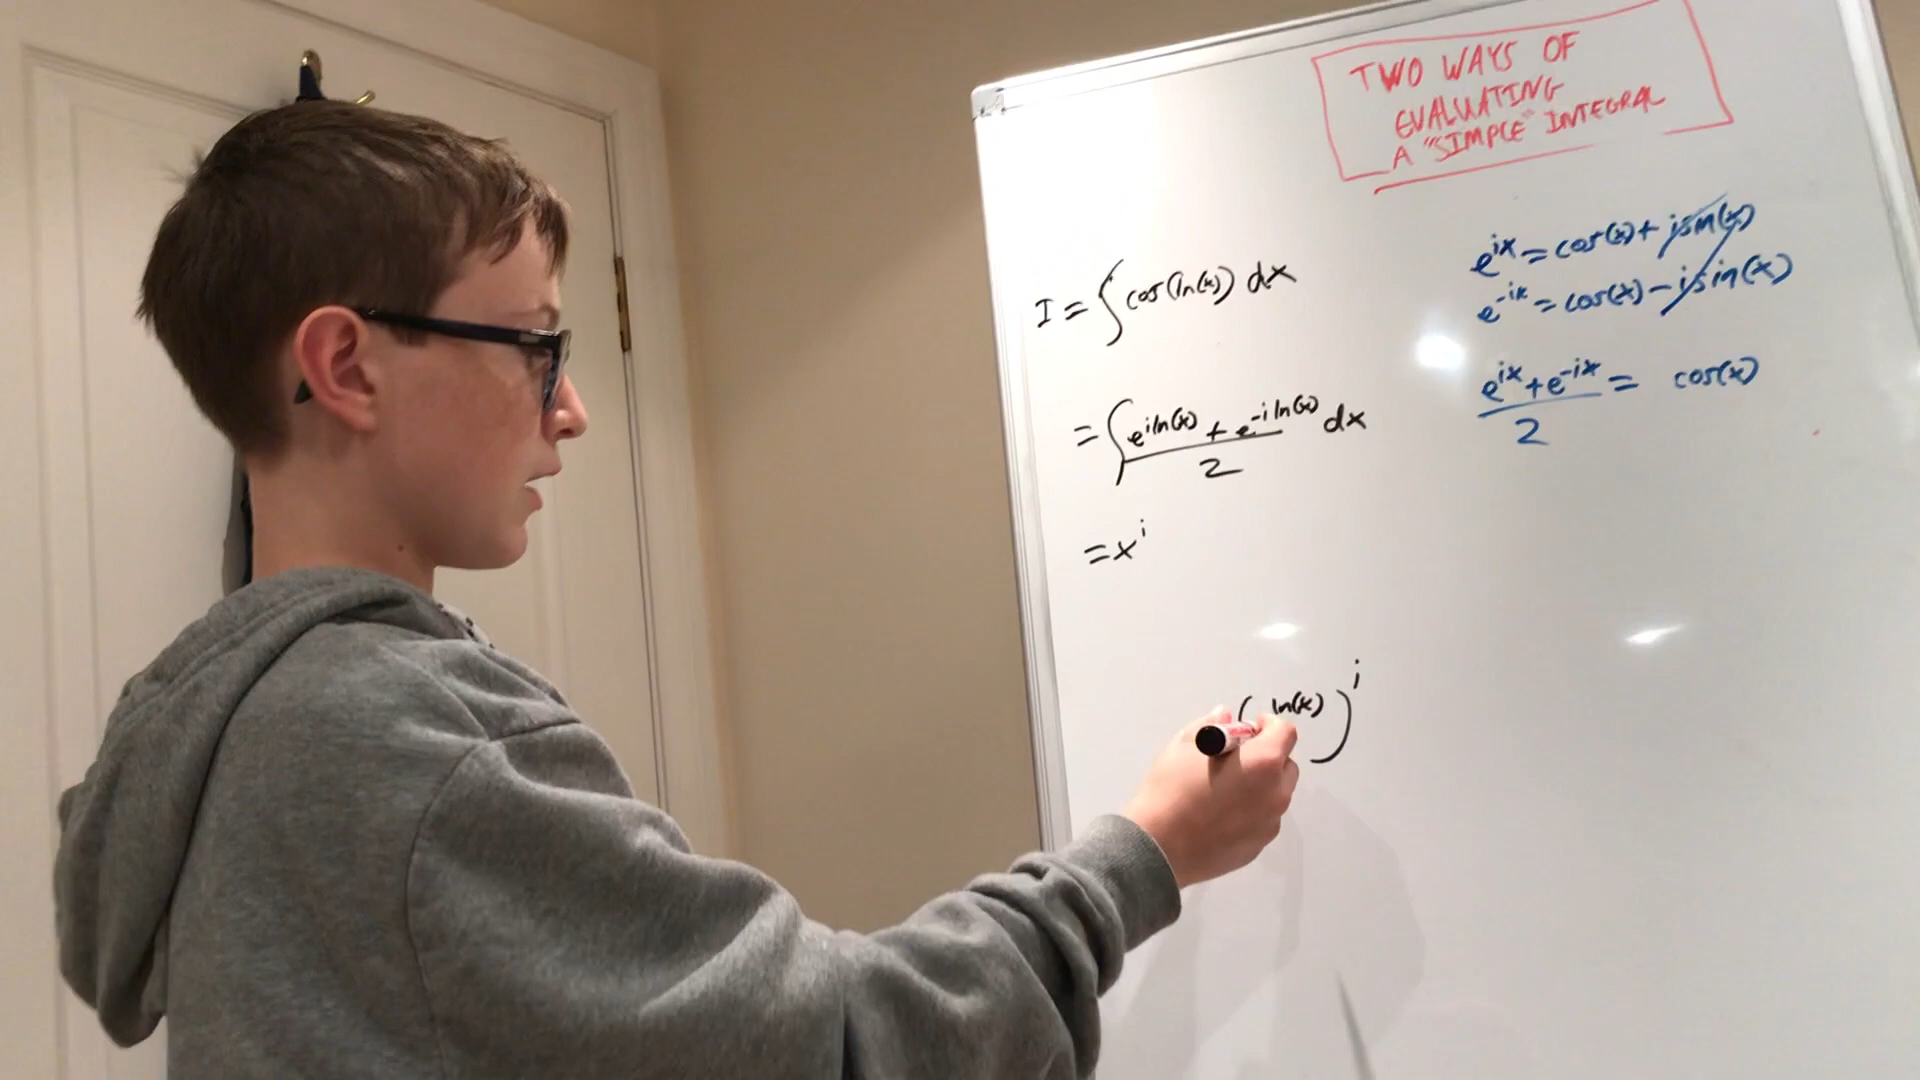 TWO WAYS OF
EVALUATING
A "SIMPLE" INTEGRAL
I = ∫ cos(ln(x)) dx
= ∫ e^{i ln(x)} + e^{-i ln(x)} / 2 dx
= x^i
(ln(x))^i
e^{ix} = cos(x) + i sin(x)
e^{-ix} = cos(x) - i sin(x)
e^{ix} + e^{-ix} / 2 = cos(x)